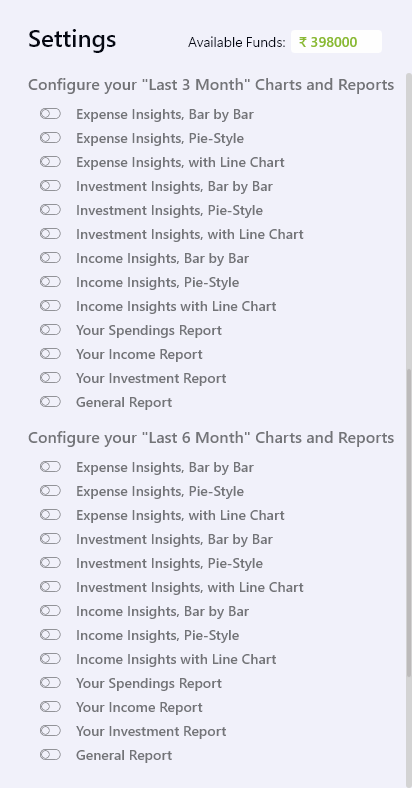 Settings
Available Funds: ₹ 398000
Configure your "Last 3 Month" Charts and Reports
Expense Insights, Bar by Bar
Expense Insights, Pie-Style
Expense Insights, with Line Chart
Investment Insights, Bar by Bar
Investment Insights, Pie-Style
Investment Insights, with Line Chart
Income Insights, Bar by Bar
Income Insights, Pie-Style
Income Insights with Line Chart
Your Spendings Report
Your Income Report
Your Investment Report
General Report
Configure your "Last 6 Month" Charts and Reports
Expense Insights, Bar by Bar
Expense Insights, Pie-Style
Expense Insights, with Line Chart
Investment Insights, Bar by Bar
Investment Insights, Pie-Style
Investment Insights, with Line Chart
Income Insights, Bar by Bar
Income Insights, Pie-Style
Income Insights with Line Chart
Your Spendings Report
Your Income Report
Your Investment Report
General Report